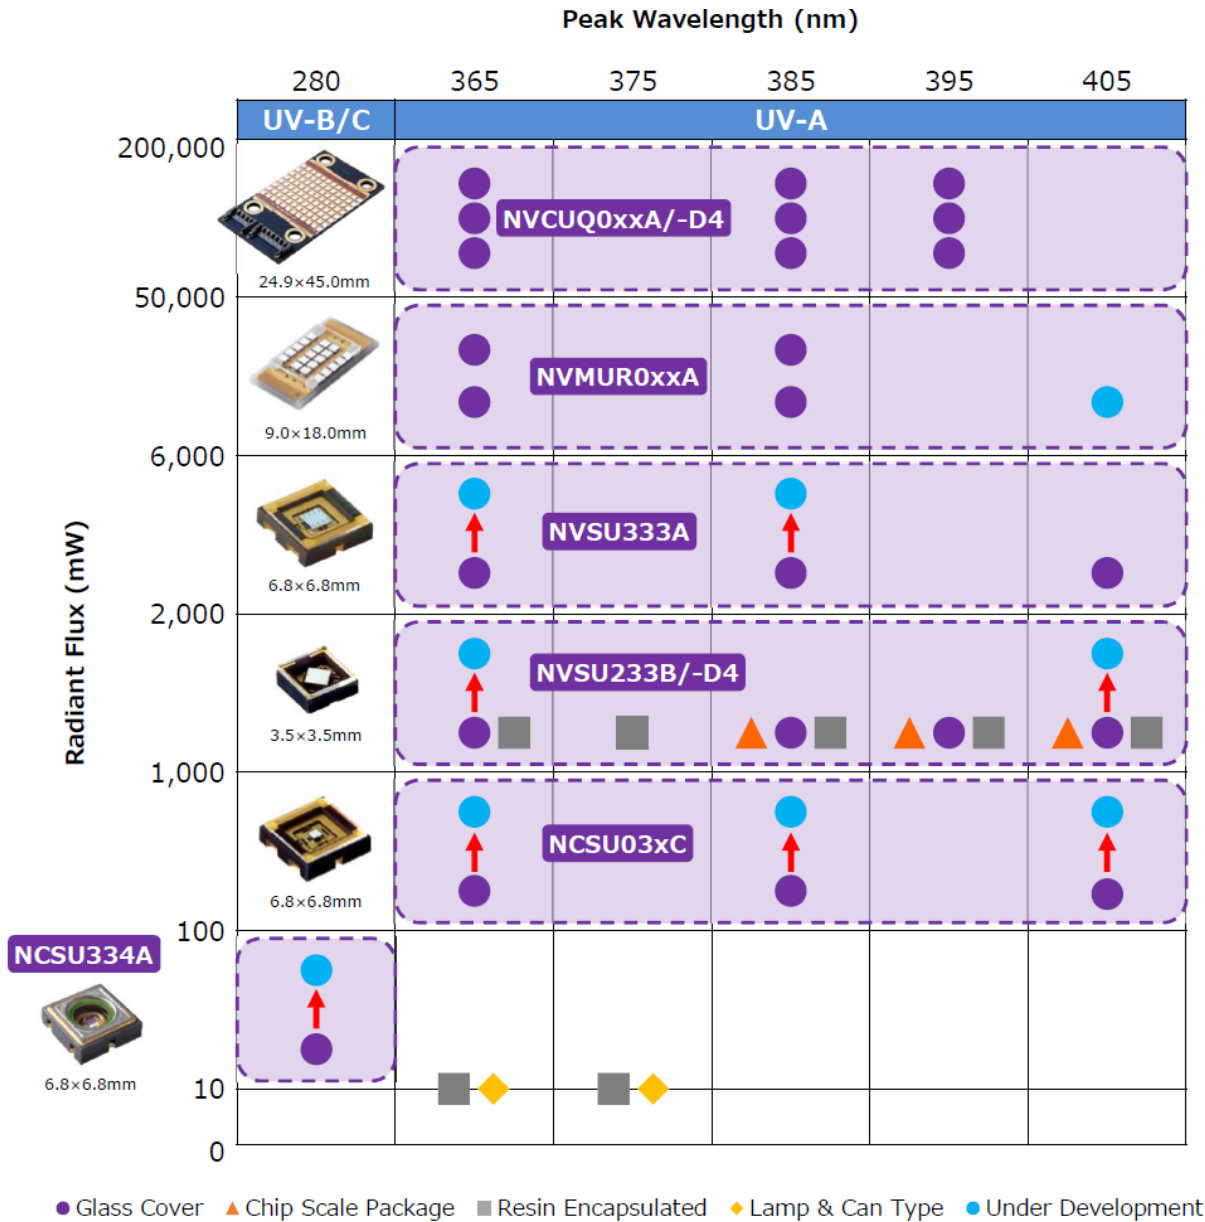 Peak Wavelength (nm)
280 365 375 385 395 405
UV-B/C UV-A
200,000
NVCUQ0xxA/-D4
24.9×45.0mm
50,000
NVMUR0xxA
9.0×18.0mm
6,000
NVSU333A
6.8×6.8mm
Radiant Flux (mW)
2,000
NVSU233B/-D4
3.5×3.5mm
1,000
NCSU03xC
6.8×6.8mm
100
NCSU334A
6.8×6.8mm
10
0
Glass Cover Chip Scale Package Resin Encapsulated Lamp & Can Type Under Development